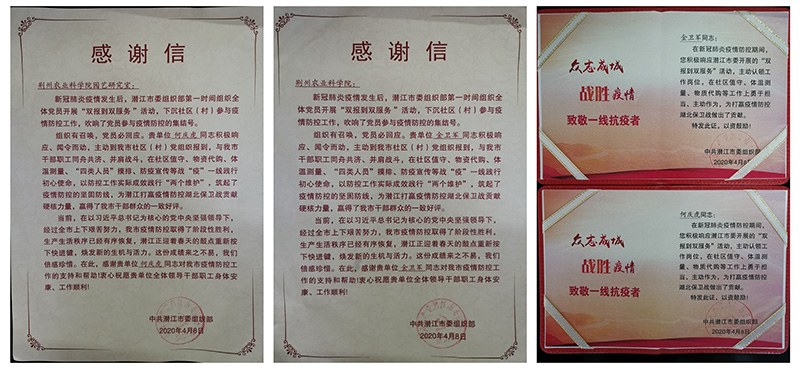 感谢信
荆州农业科学院园艺研究室：
新冠肺炎疫情发生后，潜江市委组织部第一时间组织全
体党员开展“双报到双服务”活动，下沉社区（村）参与疫
情防控工作，吹响了党员参与疫情防控的集结号。
组织有召唤，党员必回应。贵单位何庆虎同志积极响
应、闻令而动，主动到我市社区（村）党组织报到，与我市
干部职工同舟共济、并肩战斗，在社区值守、物资代购、体
温测量、“四类人员”摸排、防疫宣传等战“疫”一线践行
初心使命，以防控工作实际成效践行“两个维护”，筑起了
疫情防控的坚固防线，为潜江打赢疫情防控湖北保卫战贡献
硬核力量，赢得了我市干部群众的一致好评。
当前，在以习近平总书记为核心的党中央坚强领导下，
经过全市上下艰苦努力，我市疫情防控取得了阶段性胜利，
生产生活秩序已经有序恢复，潜江正迎着春天的鼓点重新按
下快进键，焕发新的生机与活力。这份成绩来之不易，我们
倍感珍惜。在此，感谢贵单位何庆虎同志对我市疫情防控工
作的支持和帮助!衷心祝愿贵单位全体领导干部职工身体安
康、工作顺利!
中共潜江市委组织部
2020年4月8日
感谢信
荆州农业科学院：
新冠肺炎疫情发生后，潜江市委组织部第一时间组织全
体党员开展“双报到双服务”活动，下沉社区（村）参与疫
情防控工作，吹响了党员参与疫情防控的集结号。
组织有召唤，党员必回应。贵单位金卫军同志积极响
应、闻令而动，主动到我市社区（村）党组织报到，与我市
干部职工同舟共济、并肩战斗，在社区值守、物资代购、体
温测量、“四类人员”摸排、防疫宣传等战“疫”一线践行
初心使命，以防控工作实际成效践行“两个维护”，筑起了
疫情防控的坚固防线，为潜江打赢疫情防控湖北保卫战贡献
硬核力量，赢得了我市干部群众的一致好评。
当前，在以习近平总书记为核心的党中央坚强领导下，
经过全市上下艰苦努力，我市疫情防控取得了阶段性胜利，
生产生活秩序已经有序恢复，潜江正迎着春天的鼓点重新按
下快进键，焕发新的生机与活力。这份成绩来之不易，我们
倍感珍惜。在此，感谢贵单位金卫军同志对我市疫情防控工
作的支持和帮助!衷心祝愿贵单位全体领导干部职工身体安
康、工作顺利!
中共潜江市委组织部
2020年4月8日
众志成城
战胜疫情
致敬一线抗疫者
金卫军同志：
在新冠肺炎疫情防控期间，
您积极响应潜江市委开展的“双
报到双服务”活动，主动认领工
作岗位，在社区值守、体温测
量、物质代购等工作上勇于担
当、主动作为，为打赢疫情防控
湖北保卫战做出了贡献。
特发此证，以资鼓励!
中共潜江市委组织部
2020年4月8日
众志成城
战胜疫情
致敬一线抗疫者
何庆虎同志：
在新冠肺炎疫情防控期间，
您积极响应潜江市委开展的“双
报到双服务”活动，主动认领工
作岗位，在社区值守、体温测
量、物质代购等工作上勇于担
当、主动作为，为打赢疫情防控
湖北保卫战做出了贡献。
特发此证，以资鼓励!
中共潜江市委组织部
2020年4月8日